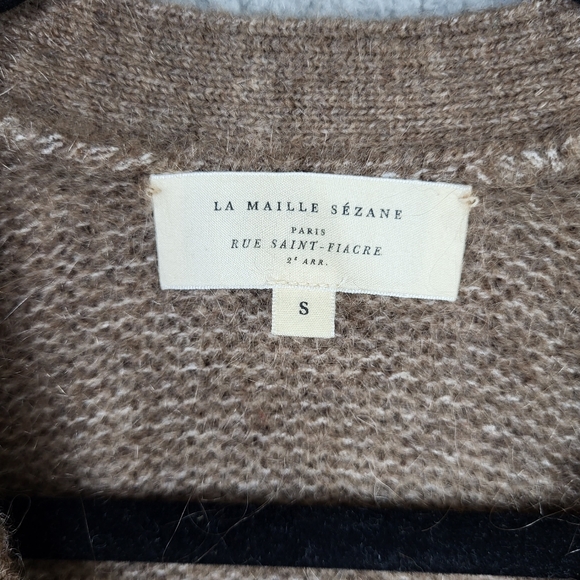 LA MAILLE SÉZANE
PARIS
RUE SAINT-FIACRE
2ᵉ ARR.
S